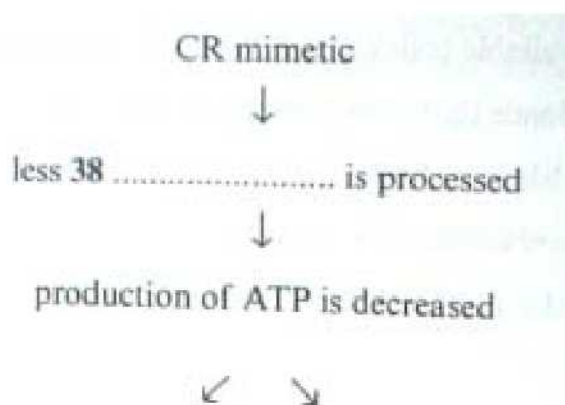 CR mimetic
↓
less 38 ........................ is processed
↓
production of ATP is decreased
↙ ↘